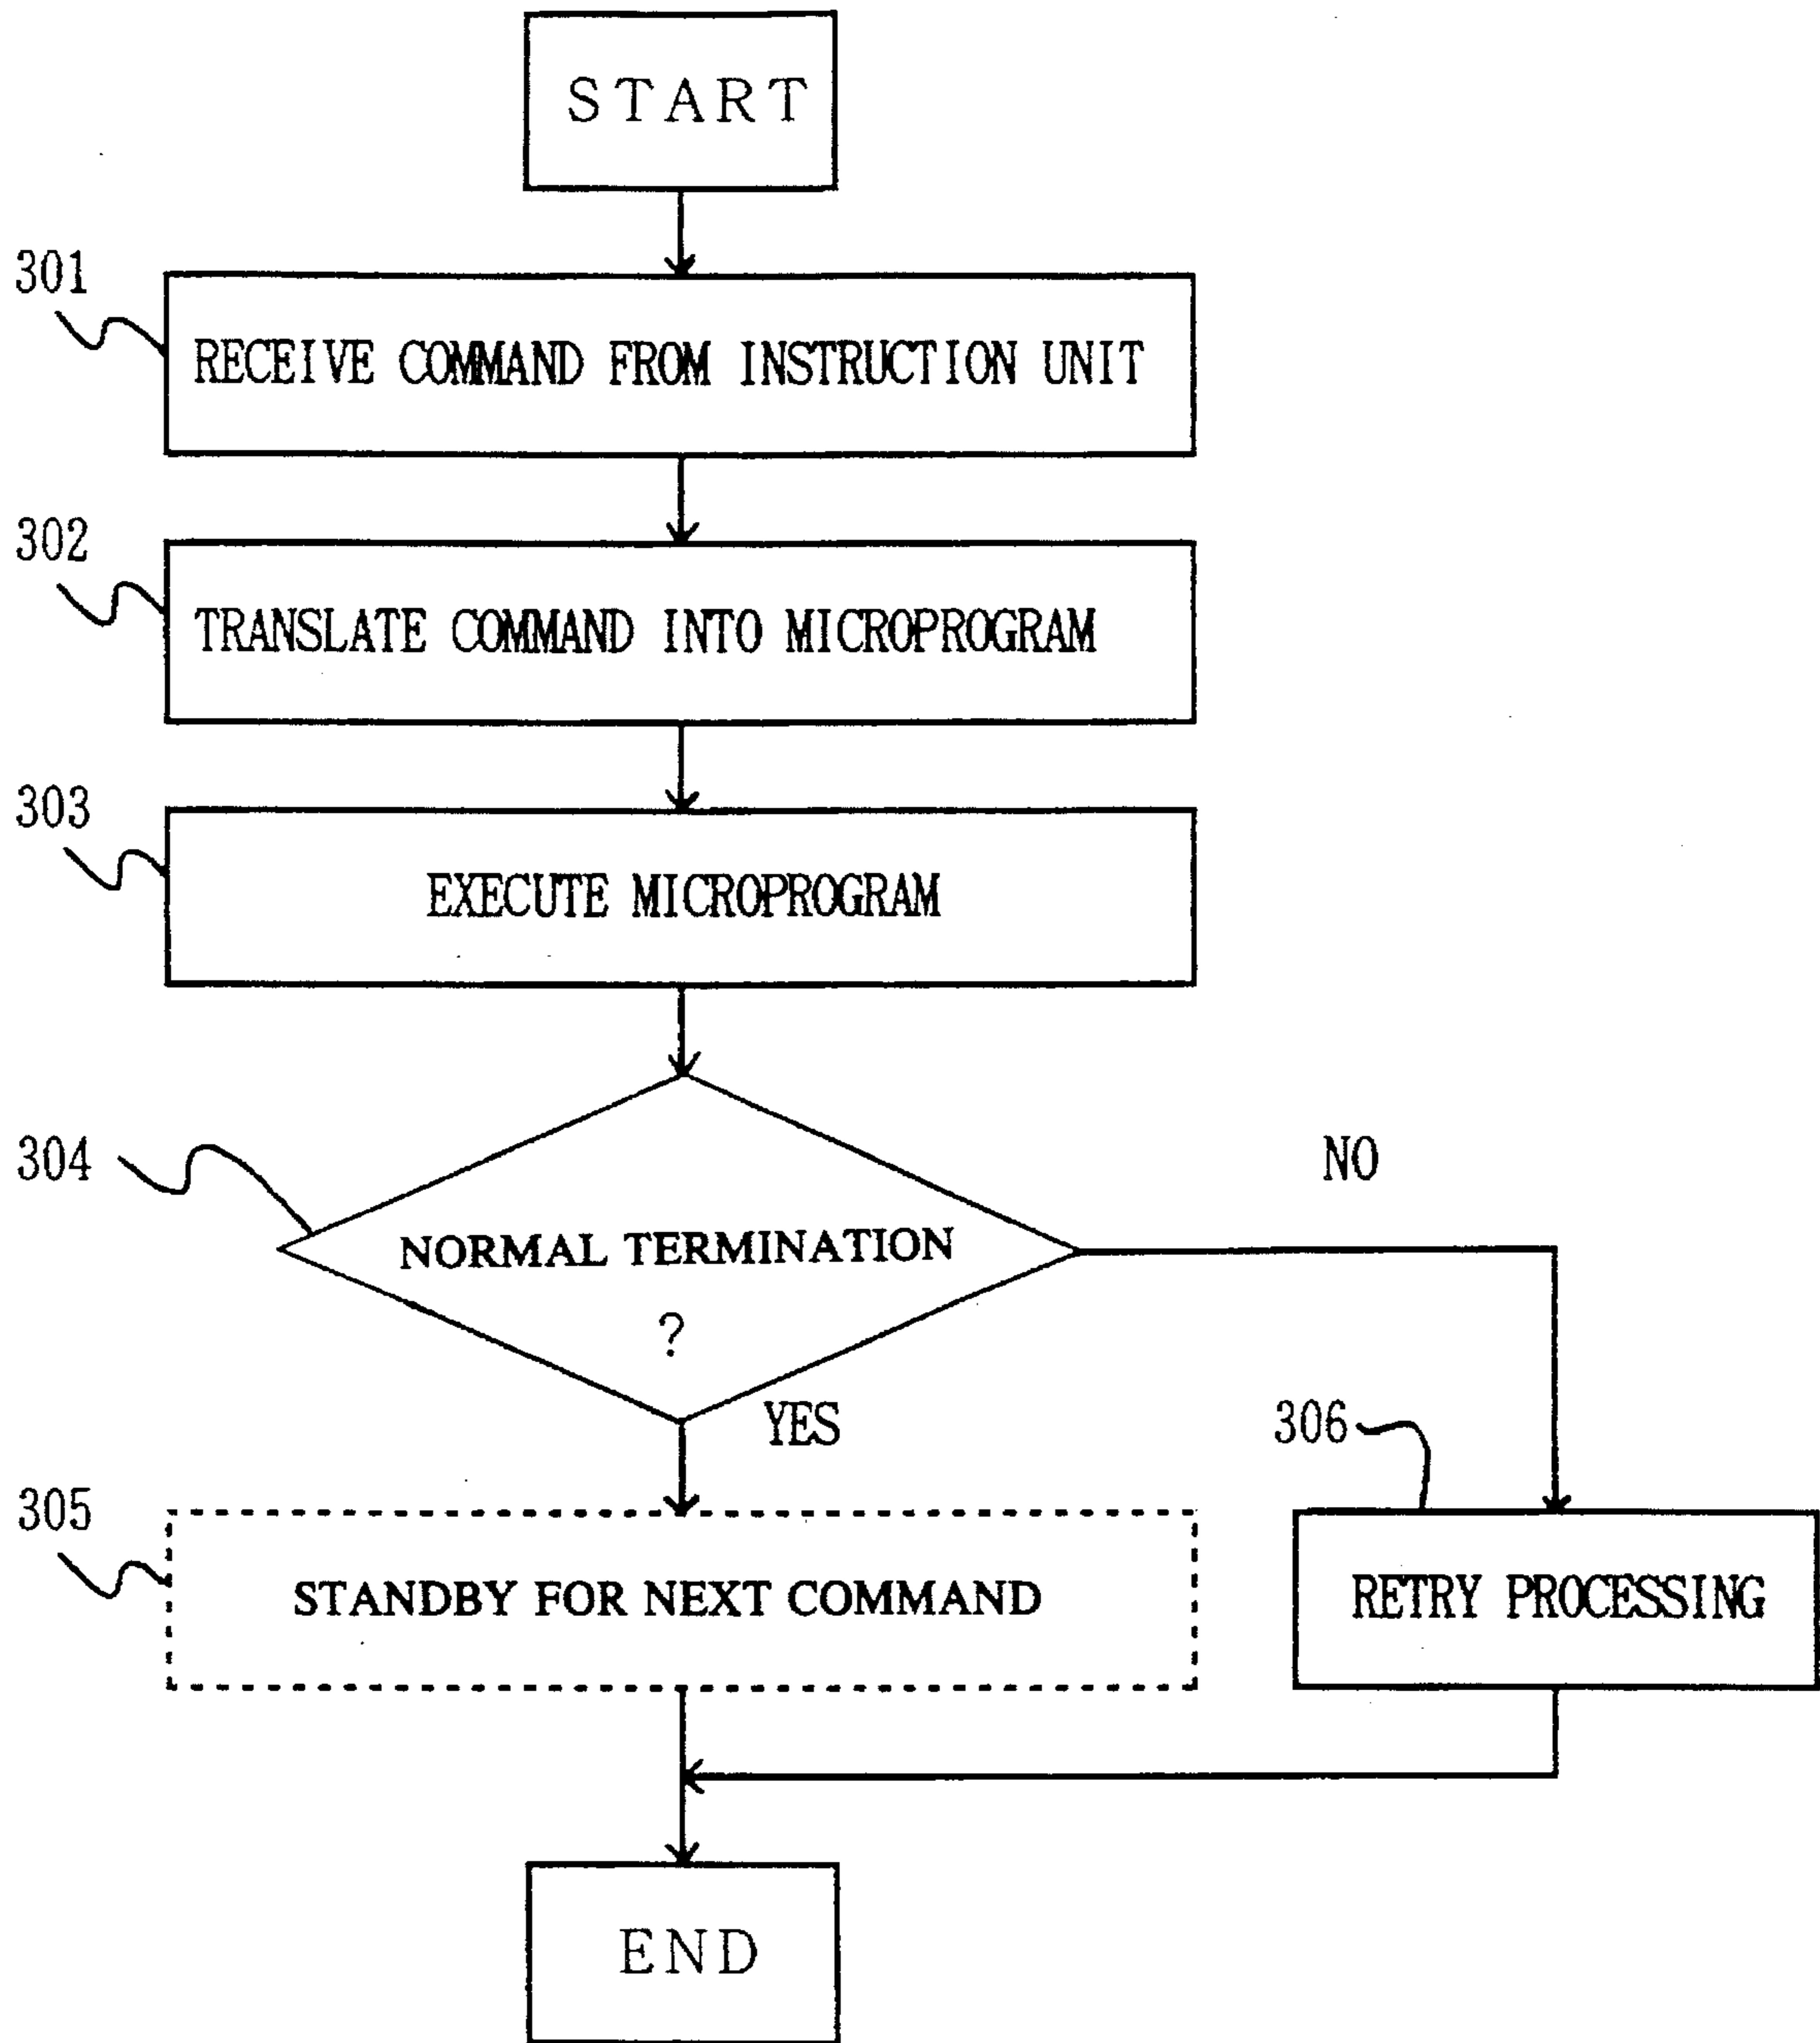 START
301
RECEIVE COMMAND FROM INSTRUCTION UNIT
302
TRANSLATE COMMAND INTO MICROPROGRAM
303
EXECUTE MICROPROGRAM
304
NORMAL TERMINATION
?
NO
YES
305
STANDBY FOR NEXT COMMAND
306
RETRY PROCESSING
END